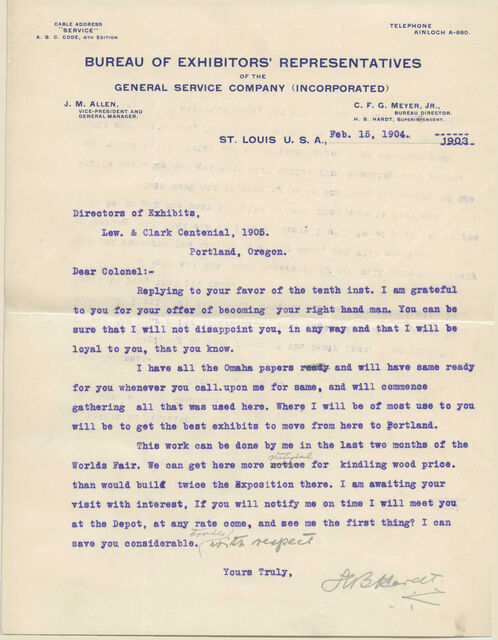 CABLE ADDRESS
"SERVICE"
A. B. C. CODE, 4TH EDITION.
TELEPHONE
KINLOCH A-660.
BUREAU OF EXHIBITORS' REPRESENTATIVES
OF THE
GENERAL SERVICE COMPANY (INCORPORATED)
J. M. ALLEN,
VICE-PRESIDENT AND
GENERAL MANAGER.
C. F. G. MEYER, JR.,
BUREAU DIRECTOR.
H. B. HARDT, SUPERINTENDENT.
ST. LOUIS U. S. A., Feb. 15, 1904. 1903
Directors of Exhibits,
Lew. & Clark Centenial, 1905.
Portland, Oregon.
Dear Colonel:-
Replying to your favor of the tenth inst. I am grateful
to you for your offer of becoming your right hand man. You can be
sure that I will not disappoint you, in any way and that I will be
loyal to you, that you know.
I have all the Omaha papers ready and will have same ready
for you whenever you call.upon me for same, and will commence
gathering all that was used here. Where I will be of most use to you
will be to get the best exhibits to move from here to Portland.
This work can be done by me in the last two months of the
material
Worlds Fair. We can get here more notice for kindling wood price.
than would build twice the Exposition there. I am awaiting your
visit with interest, If you will notify me on time I will meet you
at the Depot, at any rate come, and see me the first thing? I can
trouble
save you considerable. with respect
Yours Truly,
H B Hardt